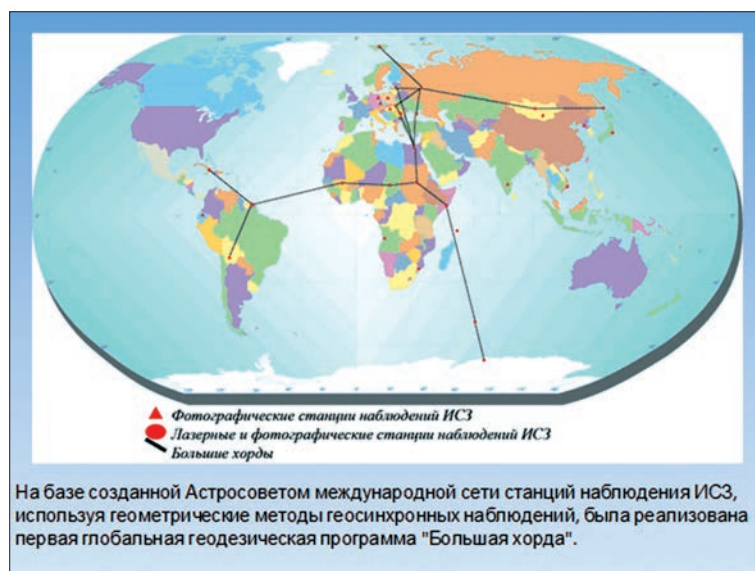 Фотографические станции наблюдений ИСЗ
Лазерные и фотографические станции наблюдений ИСЗ
Большие хорды
На базе созданной Астросоветом международной сети станций наблюдения ИСЗ,
используя геометрические методы геосинхронных наблюдений, была реализована
первая глобальная геодезическая программа "Большая хорда".